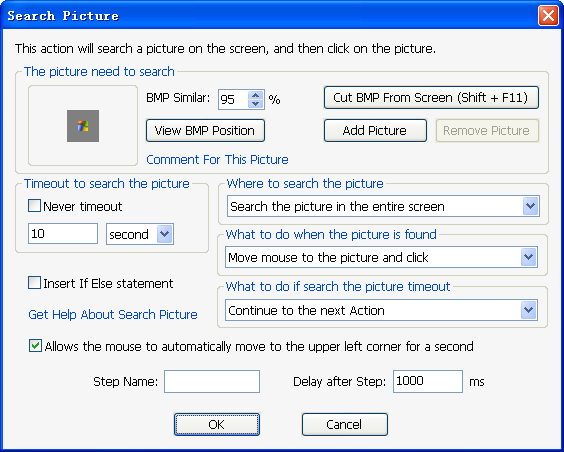 Search Picture
This action will search a picture on the screen, and then click on the picture.
The picture need to search
BMP Similar: 95 % Cut BMP From Screen (Shift + F11)
View BMP Position Add Picture Remove Picture
Comment For This Picture
Timeout to search the picture
Never timeout
10 second
Where to search the picture
Search the picture in the entire screen
What to do when the picture is found
Move mouse to the picture and click
Insert If Else statement
What to do if search the picture timeout
Get Help About Search Picture
Continue to the next Action
Allows the mouse to automatically move to the upper left corner for a second
Step Name: Delay after Step: 1000 ms
OK Cancel